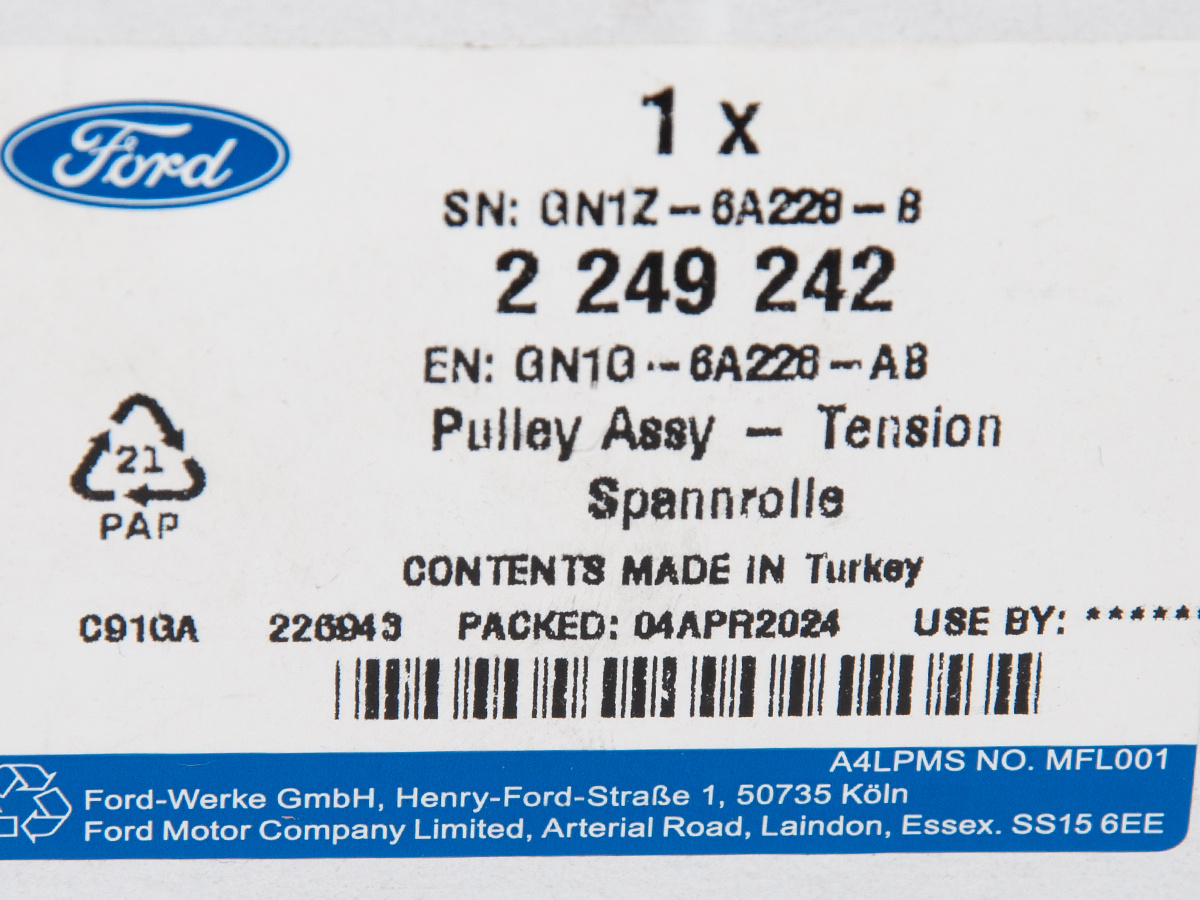 Ford
1 x
SN: GN1Z-6A228-B
2 249 242
EN: GN1G-6A228-AB
Pulley Assy - Tension
Spannrolle
21
PAP
CONTENTS MADE IN Turkey
C91GA 226943 PACKED: 04APR2024 USE BY: ******
A4LPMS NO. MFL001
Ford-Werke GmbH, Henry-Ford-Straße 1, 50735 Köln
Ford Motor Company Limited, Arterial Road, Laindon, Essex. SS15 6EE